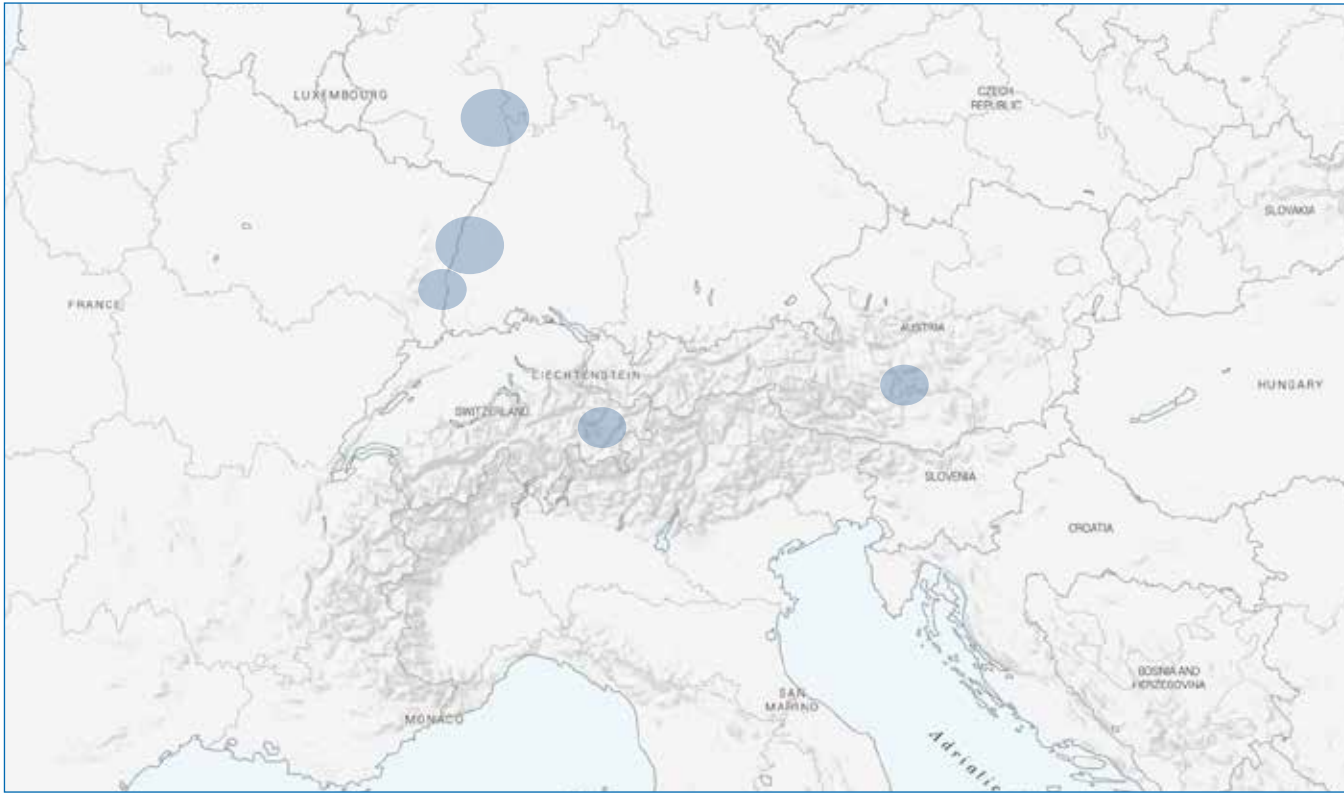 LUXEMBOURG
CZECH
REPUBLIC
SLOVAKIA
FRANCE
AUSTRIA
LIECHTENSTEIN
HUNGARY
SWITZERLAND
SLOVENIA
CROATIA
BOSNIA AND
HERZEGOVINA
SAN
MARINO
MONACO
Adriatic